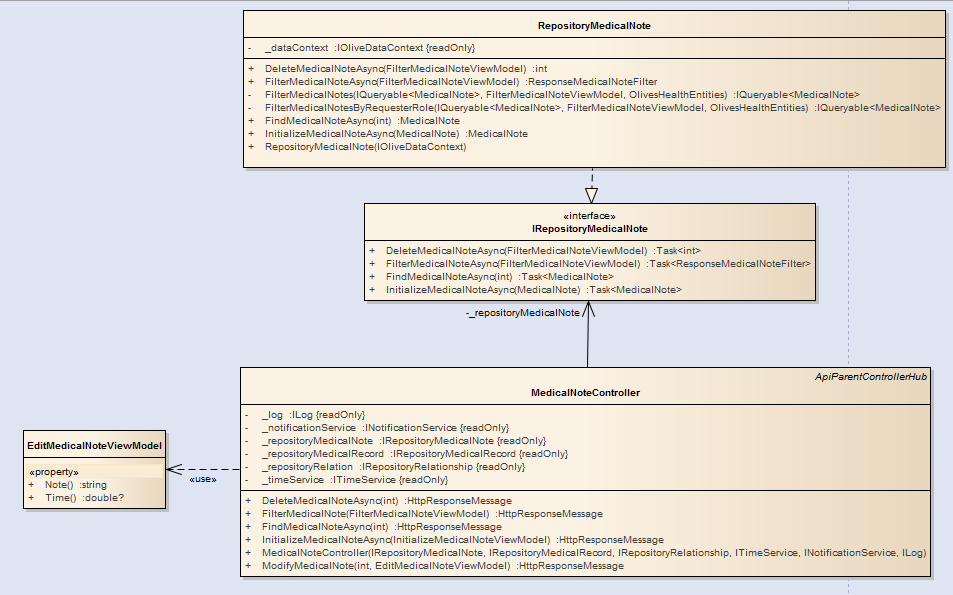 RepositoryMedicalNote
- _dataContext :IOliveDataContext {readOnly}
+ DeleteMedicalNoteAsync(FilterMedicalNoteViewModel) :int
+ FilterMedicalNoteAsync(FilterMedicalNoteViewModel) :ResponseMedicalNoteFilter
- FilterMedicalNotes(IQueryable<MedicalNote>, FilterMedicalNoteViewModel, OlivesHealthEntities) :IQueryable<MedicalNote>
- FilterMedicalNotesByRequesterRole(IQueryable<MedicalNote>, FilterMedicalNoteViewModel, OlivesHealthEntities) :IQueryable<MedicalNote>
+ FindMedicalNoteAsync(int) :MedicalNote
+ InitializeMedicalNoteAsync(MedicalNote) :MedicalNote
+ RepositoryMedicalNote(IOliveDataContext)
«interface»
IRepositoryMedicalNote
+ DeleteMedicalNoteAsync(FilterMedicalNoteViewModel) :Task<int>
+ FilterMedicalNoteAsync(FilterMedicalNoteViewModel) :Task<ResponseMedicalNoteFilter>
+ FindMedicalNoteAsync(int) :Task<MedicalNote>
+ InitializeMedicalNoteAsync(MedicalNote) :Task<MedicalNote>
-_repositoryMedicalNote
ApiParentControllerHub
MedicalNoteController
- _log :ILog {readOnly}
- _notificationService :INotificationService {readOnly}
- _repositoryMedicalNote :IRepositoryMedicalNote {readOnly}
- _repositoryMedicalRecord :IRepositoryMedicalRecord {readOnly}
- _repositoryRelation :IRepositoryRelationship {readOnly}
- _timeService :ITimeService {readOnly}
+ DeleteMedicalNoteAsync(int) :HttpResponseMessage
+ FilterMedicalNote(FilterMedicalNoteViewModel) :HttpResponseMessage
+ FindMedicalNoteAsync(int) :HttpResponseMessage
+ InitializeMedicalNoteAsync(InitializeMedicalNoteViewModel) :HttpResponseMessage
+ MedicalNoteController(IRepositoryMedicalNote, IRepositoryMedicalRecord, IRepositoryRelationship, ITimeService, INotificationService, ILog)
+ ModifyMedicalNote(int, EditMedicalNoteViewModel) :HttpResponseMessage
EditMedicalNoteViewModel
«property»
+ Note() :string
+ Time() :double?
«use»